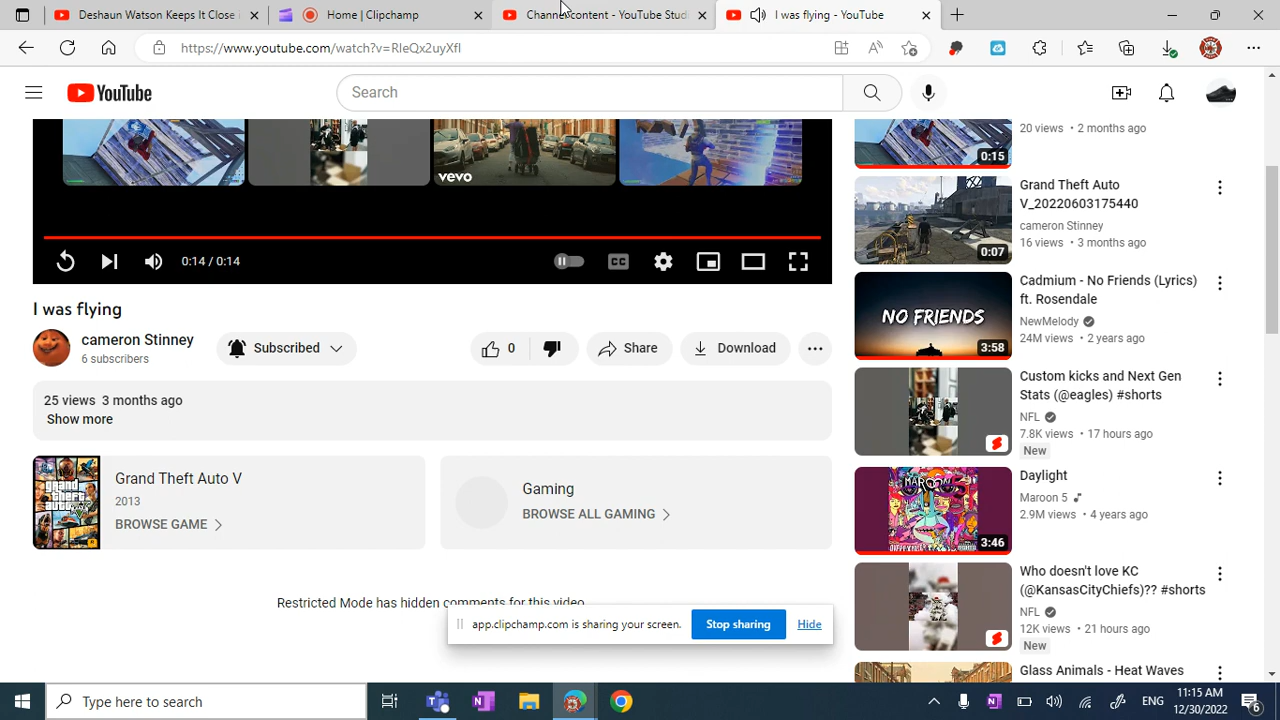 Deshaun Watson Keeps It Close i
Home | Clipchamp
Channel content - YouTube Studi
I was flying - YouTube
https://www.youtube.com/watch?v=RleQx2uyXfI
YouTube
Search
vevo
0:14 / 0:14
CC
I was flying
cameron Stinney
6 subscribers
Subscribed
0
Share
Download
25 views 3 months ago
Show more
Grand Theft Auto V
2013
BROWSE GAME
Gaming
BROWSE ALL GAMING
Restricted Mode has hidden comments for this video.
app.clipchamp.com is sharing your screen.
Stop sharing
Hide
20 views • 2 months ago
0:15
Grand Theft Auto
V_20220603175440
cameron Stinney
16 views • 3 months ago
0:07
Cadmium - No Friends (Lyrics)
ft. Rosendale
NewMelody
24M views • 2 years ago
NO FRIENDS
3:58
Custom kicks and Next Gen
Stats (@eagles) #shorts
NFL
7.8K views • 17 hours ago
New
Daylight
Maroon 5
2.9M views • 4 years ago
MAROON 5
3:46
Who doesn't love KC
(@KansasCityChiefs)?? #shorts
NFL
12K views • 21 hours ago
New
Glass Animals - Heat Waves
Type here to search
ENG
11:15 AM
12/30/2022
6